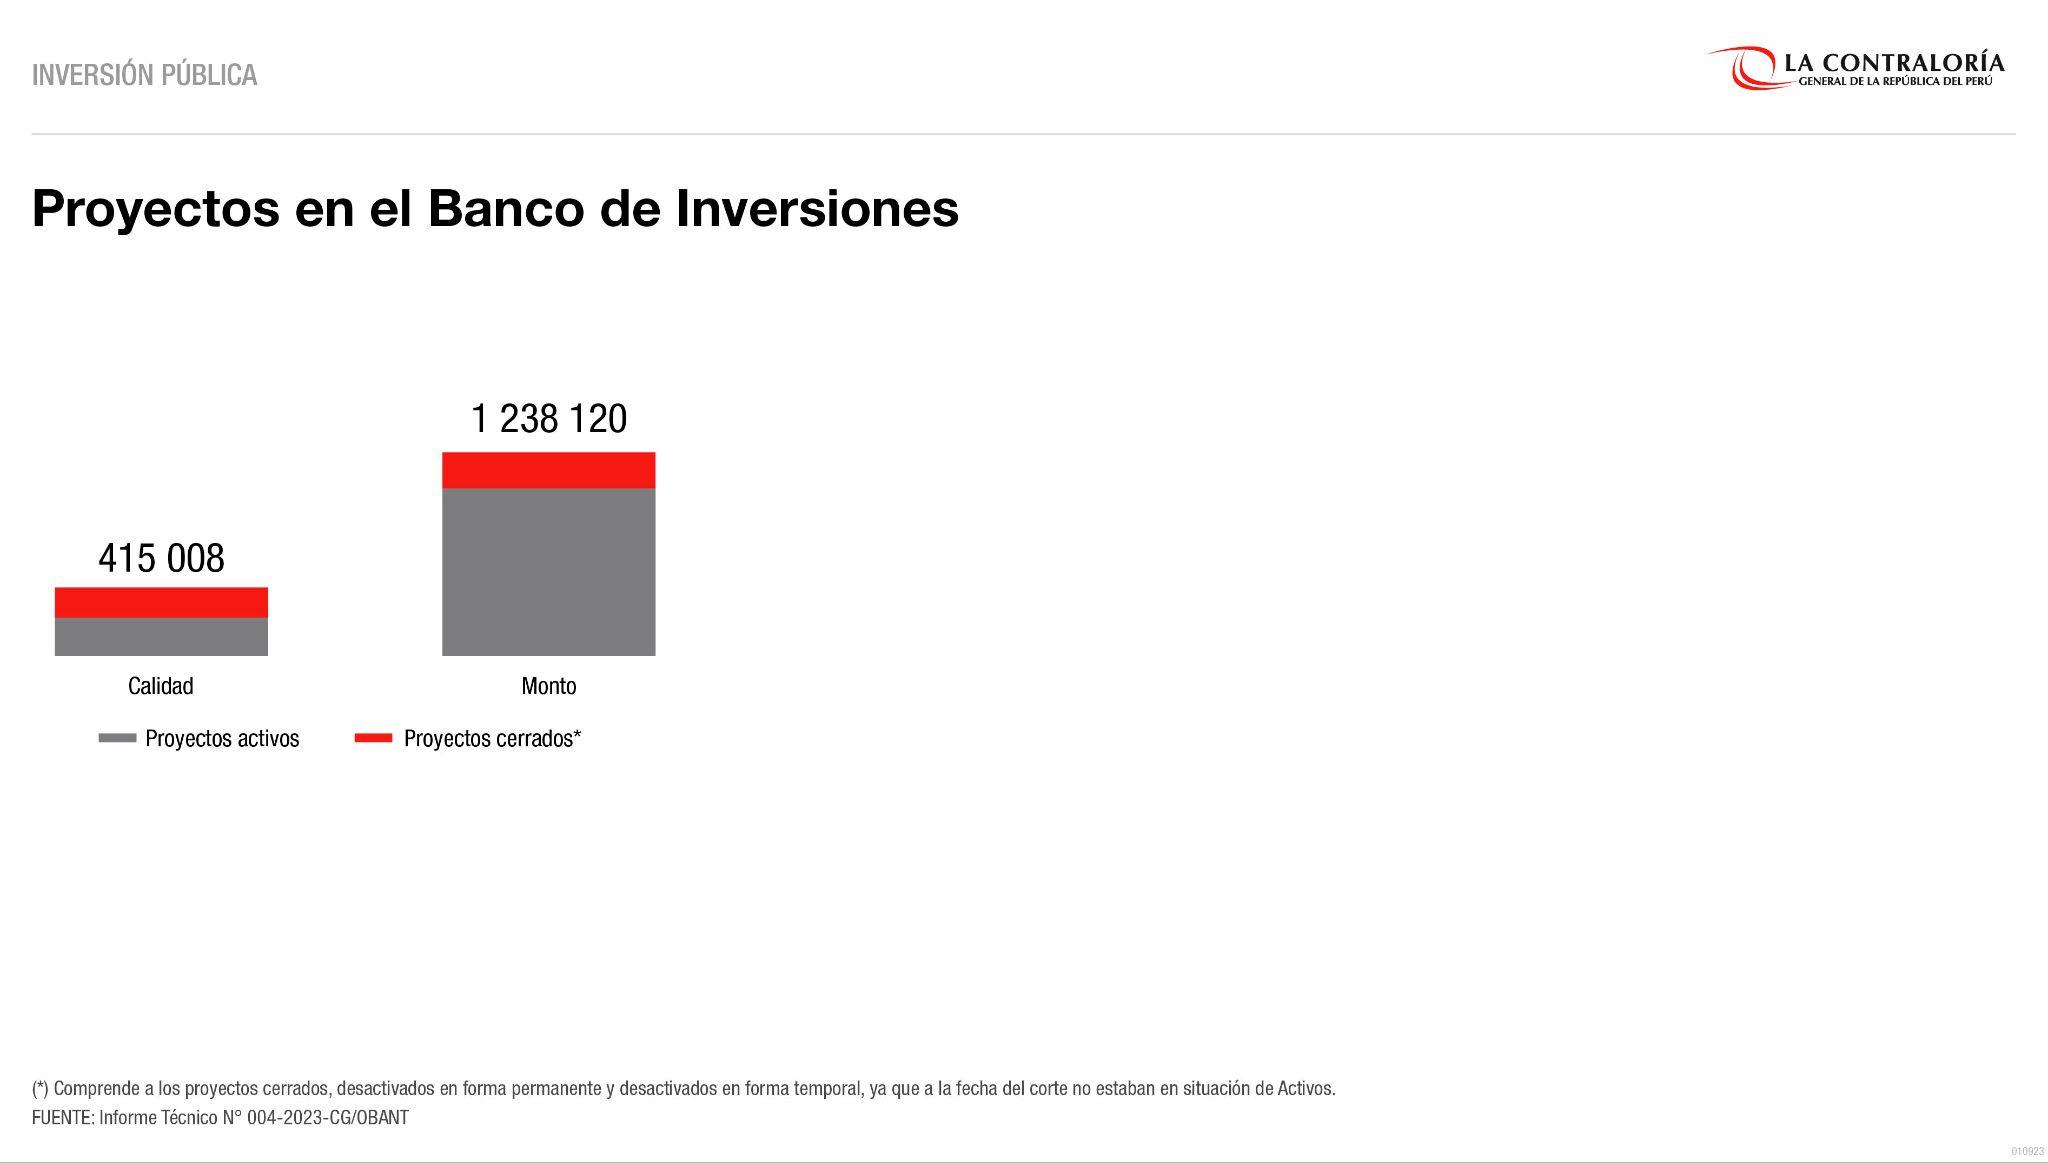 INVERSIÓN PÚBLICA
LA CONTRALORÍA
GENERAL DE LA REPÚBLICA DEL PERÚ
Proyectos en el Banco de Inversiones
1 238 120
415 008
Calidad
Monto
Proyectos activos
Proyectos cerrados*
(*) Comprende a los proyectos cerrados, desactivados en forma permanente y desactivados en forma temporal, ya que a la fecha del corte no estaban en situación de Activos.
FUENTE: Informe Técnico N° 004-2023-CG/OBANT
010923